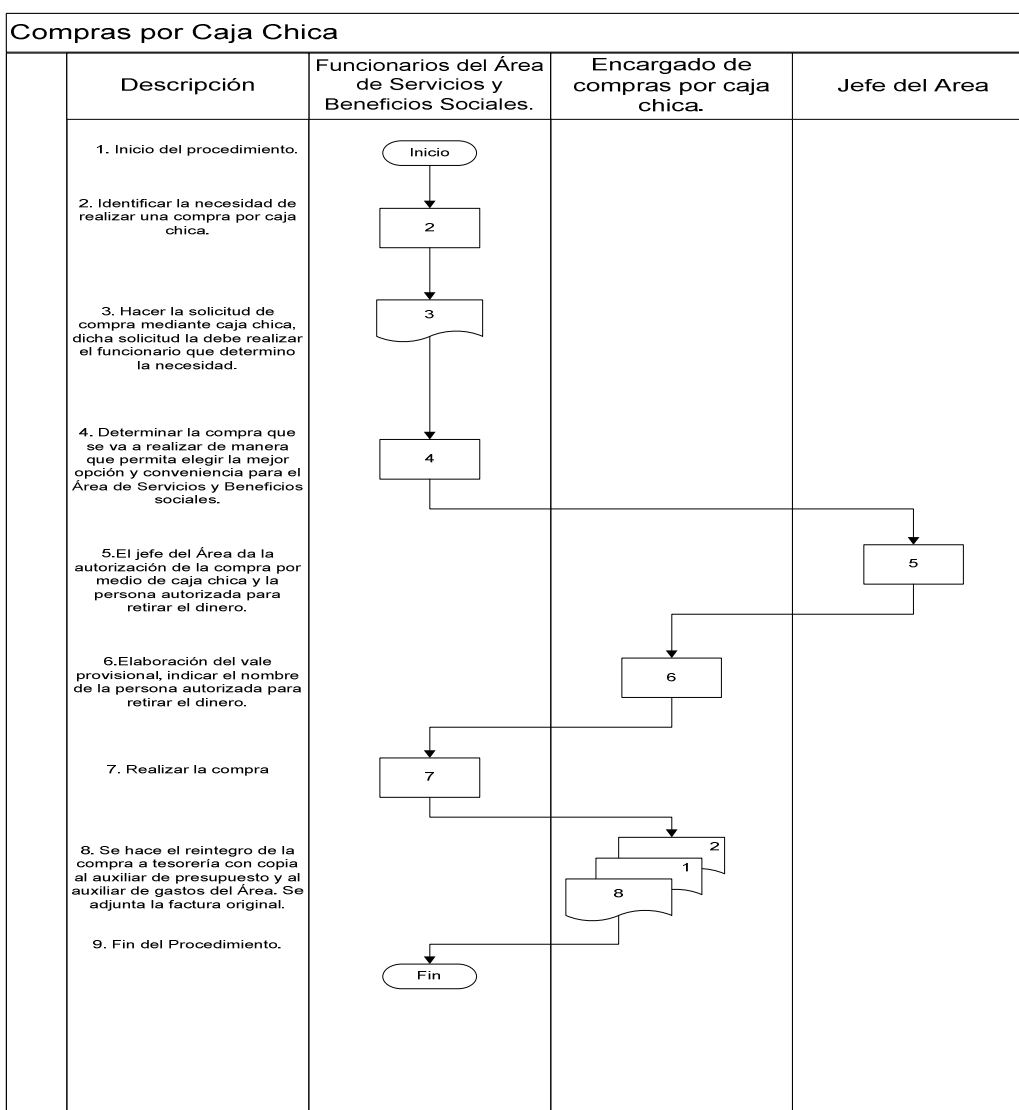 Compras por Caja Chica
Descripción
Funcionarios del Área
de Servicios y
Beneficios Sociales.
Encargado de
compras por caja
chica.
Jefe del Area
1. Inicio del procedimiento.
Inicio
2. Identificar la necesidad de
realizar una compra por caja
chica.
2
3. Hacer la solicitud de
compra mediante caja chica,
dicha solicitud la debe realizar
el funcionario que determino
la necesidad.
3
4. Determinar la compra que
se va a realizar de manera
que permita elegir la mejor
opción y conveniencia para el
Área de Servicios y Beneficios
sociales.
4
5.El jefe del Área da la
autorización de la compra por
medio de caja chica y la
persona autorizada para
retirar el dinero.
5
6.Elaboración del vale
provisional, indicar el nombre
de la persona autorizada para
retirar el dinero.
6
7. Realizar la compra
7
8. Se hace el reintegro de la
compra a tesorería con copia
al auxiliar de presupuesto y al
auxiliar de gastos del Área. Se
adjunta la factura original.
2
1
8
9. Fin del Procedimiento.
Fin